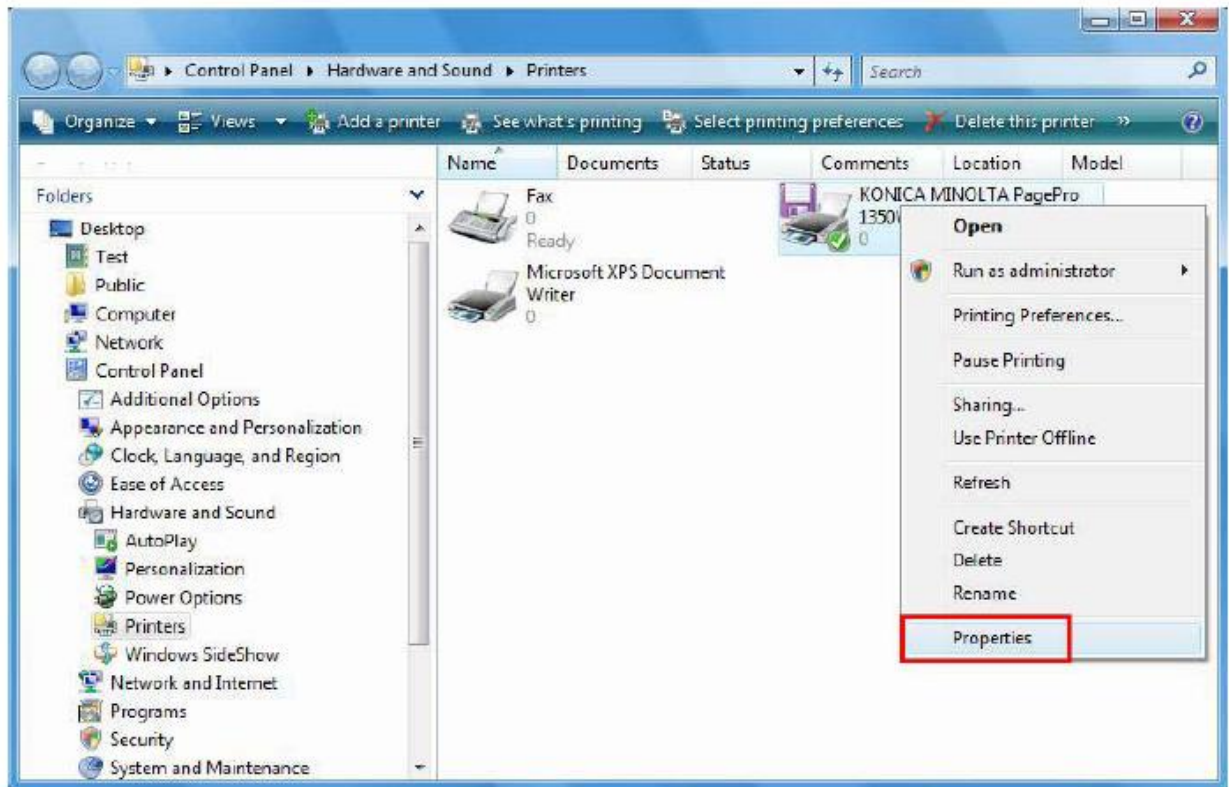 Control Panel ▸ Hardware and Sound ▸ Printers
Search
Organize Views Add a printer See what's printing Select printing preferences Delete this printer »
Name Documents Status Comments Location Model
Folders
Desktop
Test
Public
Computer
Network
Control Panel
Additional Options
Appearance and Personalization
Clock, Language, and Region
Ease of Access
Hardware and Sound
AutoPlay
Personalization
Power Options
Printers
Windows SideShow
Network and Internet
Programs
Security
System and Maintenance
Fax
0
Ready
Microsoft XPS Document
Writer
0
KONICA MINOLTA PagePro
0
Open
Run as administrator
Printing Preferences...
Pause Printing
Sharing...
Use Printer Offline
Refresh
Create Shortcut
Delete
Rename
Properties